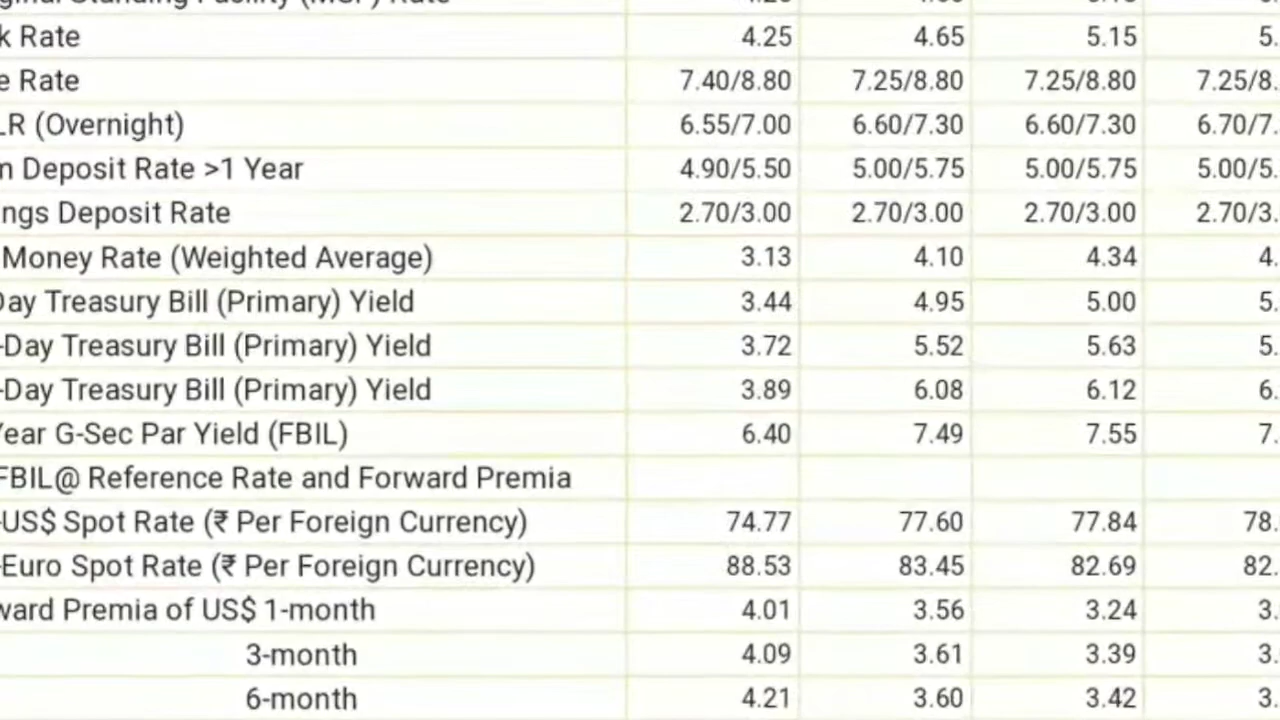 k Rate 4.25 4.65 5.15 5.
e Rate 7.40/8.80 7.25/8.80 7.25/8.80 7.25/8.
LR (Overnight) 6.55/7.00 6.60/7.30 6.60/7.30 6.70/7.
m Deposit Rate >1 Year 4.90/5.50 5.00/5.75 5.00/5.75 5.00/5.
ngs Deposit Rate 2.70/3.00 2.70/3.00 2.70/3.00 2.70/3.
Money Rate (Weighted Average) 3.13 4.10 4.34 4.
Day Treasury Bill (Primary) Yield 3.44 4.95 5.00 5.
-Day Treasury Bill (Primary) Yield 3.72 5.52 5.63 5.
-Day Treasury Bill (Primary) Yield 3.89 6.08 6.12 6.
Year G-Sec Par Yield (FBIL) 6.40 7.49 7.55 7.
FBIL@ Reference Rate and Forward Premia
-US$ Spot Rate (₹ Per Foreign Currency) 74.77 77.60 77.84 78.
-Euro Spot Rate (₹ Per Foreign Currency) 88.53 83.45 82.69 82.
ward Premia of US$ 1-month 4.01 3.56 3.24 3.
3-month 4.09 3.61 3.39 3.
6-month 4.21 3.60 3.42 3.